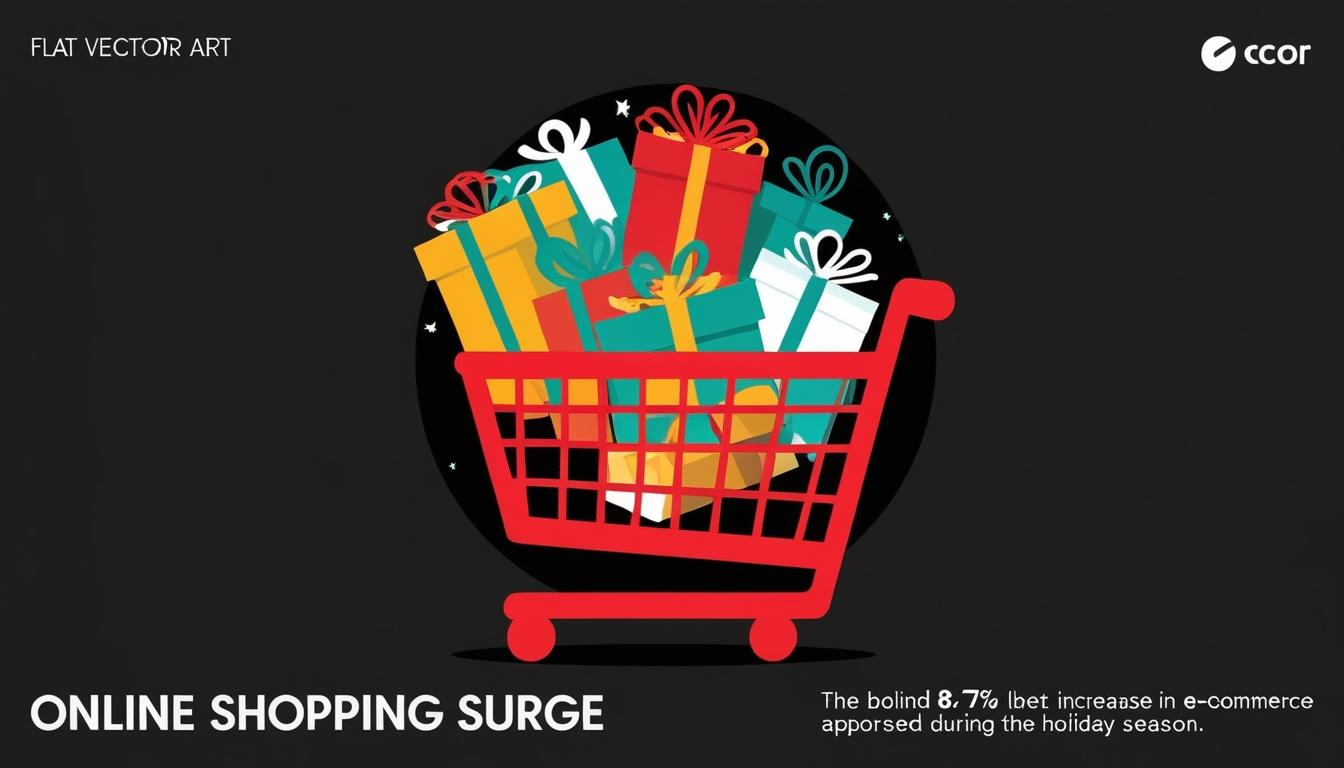 FLAT VECTOR ART
ccor
ONLINE SHOPPING SURGE
The bolind 8.7% lbet increase in e-commerce
apporsed during the holiday season.